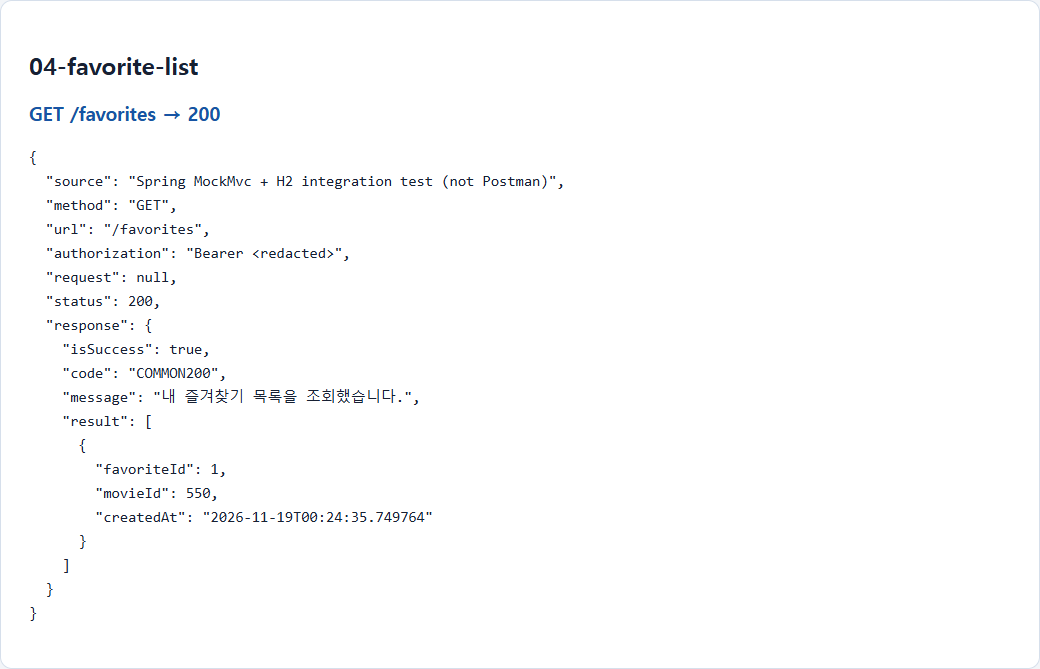 04-favorite-list
GET /favorites → 200
{
  "source": "Spring MockMvc + H2 integration test (not Postman)",
  "method": "GET",
  "url": "/favorites",
  "authorization": "Bearer <redacted>",
  "request": null,
  "status": 200,
  "response": {
    "isSuccess": true,
    "code": "COMMON200",
    "message": "내 즐겨찾기 목록을 조회했습니다.",
    "result": [
      {
        "favoriteId": 1,
        "movieId": 550,
        "createdAt": "2026-11-19T00:24:35.749764"
      }
    ]
  }
}